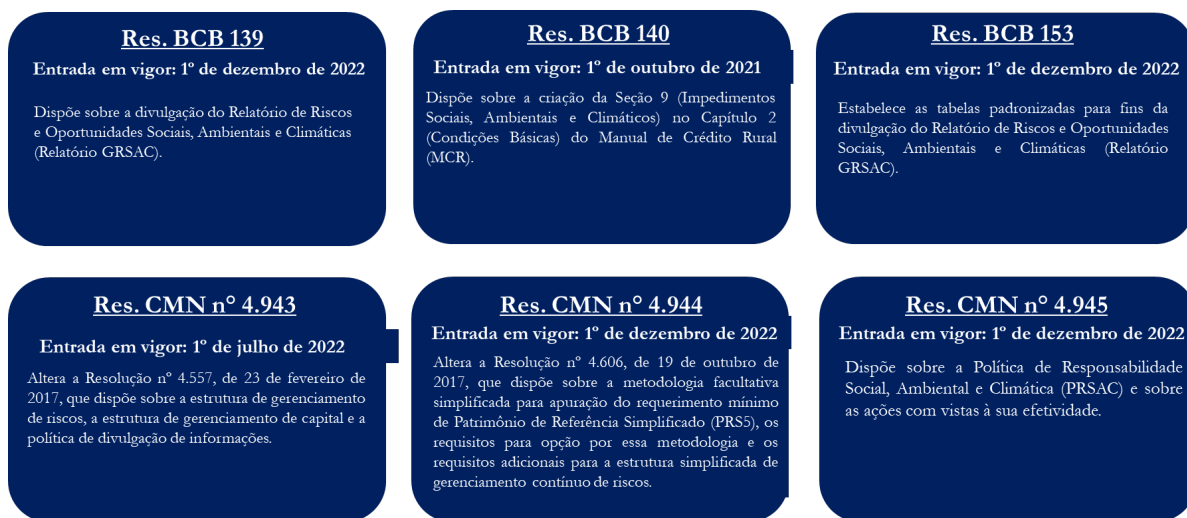 Res. BCB 139
Entrada em vigor: 1º de dezembro de 2022
Dispõe sobre a divulgação do Relatório de Riscos
e Oportunidades Sociais, Ambientais e Climáticas
(Relatório GRSAC).
Res. BCB 140
Entrada em vigor: 1º de outubro de 2021
Dispõe sobre a criação da Seção 9 (Impedimentos
Sociais, Ambientais e Climáticos) no Capítulo 2
(Condições Básicas) do Manual de Crédito Rural
(MCR).
Res. BCB 153
Entrada em vigor: 1º de dezembro de 2022
Estabelece as tabelas padronizadas para fins da
divulgação do Relatório de Riscos e Oportunidades
Sociais, Ambientais e Climáticas (Relatório
GRSAC).
Res. CMN n° 4.943
Entrada em vigor: 1º de julho de 2022
Altera a Resolução nº 4.557, de 23 de fevereiro de
2017, que dispõe sobre a estrutura de gerenciamento
de riscos, a estrutura de gerenciamento de capital e a
política de divulgação de informações.
Res. CMN n° 4.944
Entrada em vigor: 1º de dezembro de 2022
Altera a Resolução nº 4.606, de 19 de outubro de
2017, que dispõe sobre a metodologia facultativa
simplificada para apuração do requerimento mínimo
de Patrimônio de Referência Simplificado (PRS5), os
requisitos para opção por essa metodologia e os
requisitos adicionais para a estrutura simplificada de
gerenciamento contínuo de riscos.
Res. CMN n° 4.945
Entrada em vigor: 1º de dezembro de 2022
Dispõe sobre a Política de Responsabilidade
Social, Ambiental e Climática (PRSAC) e sobre
as ações com vistas à sua efetividade.